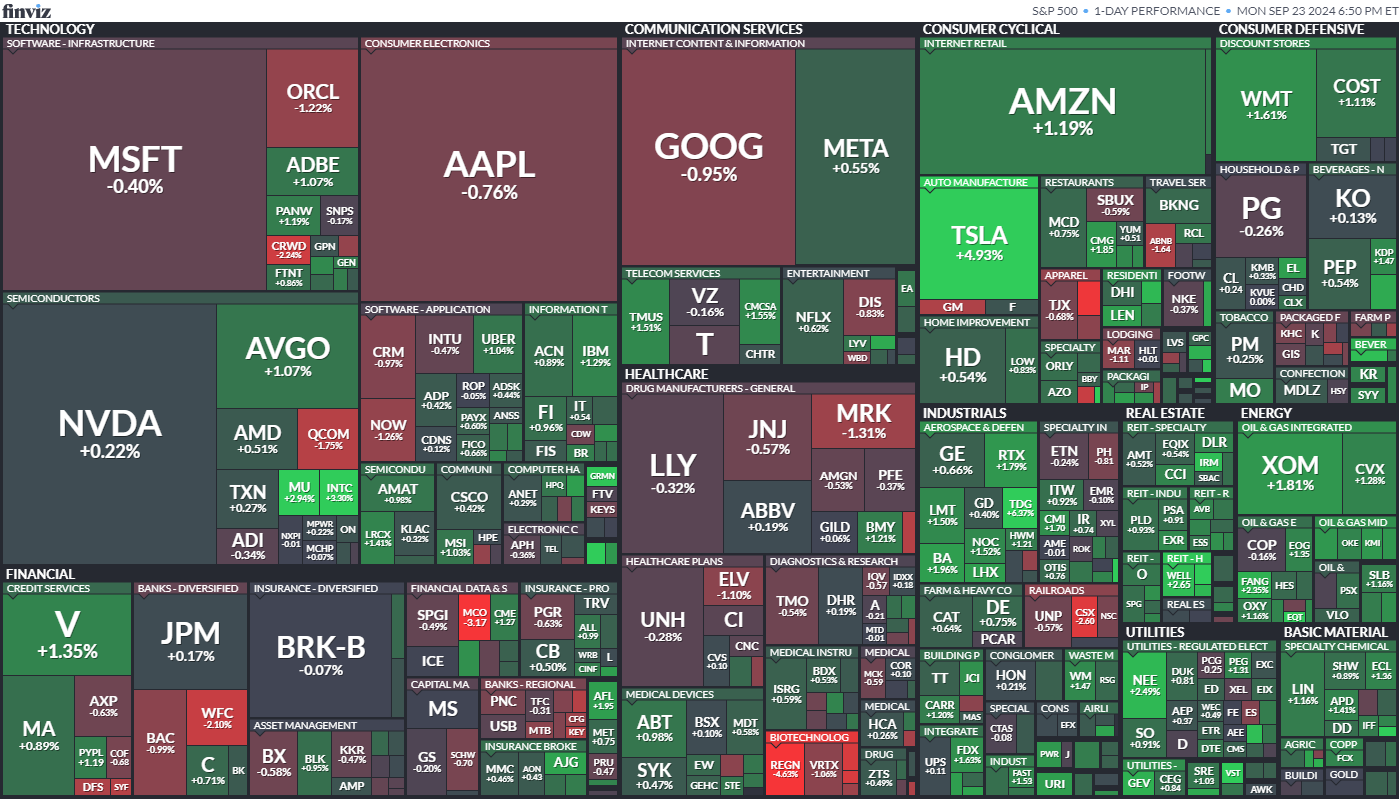 finviz
S&P 500 • 1-DAY PERFORMANCE • MON SEP 23 2024 6:50 PM ET
TECHNOLOGY
SOFTWARE - INFRASTRUCTURE
MSFT
-0.40%
ORCL
-1.22%
ADBE
+1.07%
PANW
+1.19%
SNPS
-0.17%
CRWD
-2.24%
GPN
GEN
FTNT
+0.86%
CONSUMER ELECTRONICS
AAPL
-0.76%
SEMICONDUCTORS
NVDA
+0.22%
AVGO
+1.07%
AMD
+0.51%
QCOM
-1.75%
TXN
+0.27%
MU
+2.94%
INTC
+3.30%
ADI
-0.34%
NXPI
-0.01
MPWR
+0.22%
ON
MCHP
+0.07%
SOFTWARE - APPLICATION
CRM
-0.97%
INTU
-0.47%
UBER
+1.04%
NOW
-1.26%
ADP
+0.42%
ROP
-0.05%
ADSK
+0.44%
CDNS
+0.12%
PAYX
+0.60%
ANSS
FICO
+0.66%
INFORMATION T
ACN
+0.89%
IBM
+1.29%
FI
+0.96%
IT
+0.54
CDW
FIS
BR
SEMICONDU
AMAT
+0.98%
LRCX
+1.41%
KLAC
+0.32%
COMMUNI
CSCO
+0.42%
MSI
+1.03%
HPE
COMPUTER HA
ANET
+0.29%
HPQ
ELECTRONIC C
APH
-0.36%
TEL
GRMN
FTV
KEYS
COMMUNICATION SERVICES
INTERNET CONTENT & INFORMATION
GOOG
-0.95%
META
+0.55%
TELECOM SERVICES
TMUS
+1.51%
VZ
-0.16%
T
CMCSA
+1.55%
CHTR
ENTERTAINMENT
NFLX
+0.62%
DIS
-0.83%
LYV
WBD
EA
CONSUMER CYCLICAL
INTERNET RETAIL
AMZN
+1.19%
AUTO MANUFACTURE
TSLA
+4.93%
GM
F
RESTAURANTS
MCD
+0.75%
SBUX
-0.59%
CMG
+1.85
YUM
+0.51
TRAVEL SER
BKNG
ABNB
-1.64
RCL
HOME IMPROVEMENT
HD
+0.54%
LOW
+0.83%
APPAREL
TJX
-0.68%
RESIDENTI
DHI
LEN
FOOTW
NKE
-0.37%
SPECIALTY
ORLY
AZO
BBY
LODGING
MAR
-1.11
HLT
+0.01
PACKAGI
IP
LVS
GPC
CONSUMER DEFENSIVE
DISCOUNT STORES
WMT
+1.61%
COST
+1.11%
TGT
HOUSEHOLD & P
PG
-0.26%
CL
+0.24
KMB
+0.33%
EL
KVUE
0.00%
CHD
CLX
BEVERAGES - N
KO
+0.13%
PEP
+0.54%
KDP
+1.47
TOBACCO
PM
+0.25%
MO
PACKAGED F
KHC
K
GIS
CONFECTION
MDLZ
HSY
FARM P
BEVER
KR
SYY
HEALTHCARE
DRUG MANUFACTURERS - GENERAL
LLY
-0.32%
JNJ
-0.57%
MRK
-1.31%
ABBV
+0.19%
AMGN
-0.53%
PFE
-0.37%
GILD
+0.06%
BMY
+1.21%
HEALTHCARE PLANS
UNH
-0.28%
ELV
-1.10%
CI
CVS
+0.10
CNC
DIAGNOSTICS & RESEARCH
TMO
-0.54%
DHR
+0.19%
IQV
-0.57
IDXX
+0.18
A
-0.21
MTD
-0.01
MEDICAL DEVICES
ABT
+0.98%
SYK
+0.47%
BSX
+0.10%
MDT
+0.58%
EW
GEHC
STE
MEDICAL INSTRU
ISRG
+0.59%
BDX
+0.53%
MEDICAL
MCK
-0.59
COR
+0.10
MEDICAL
HCA
+0.26%
BIOTECHNOLOG
REGN
-4.63%
VRTX
-1.06%
DRUG
ZTS
+0.49%
FINANCIAL
CREDIT SERVICES
V
+1.35%
MA
+0.89%
AXP
-0.63%
PYPL
+1.19
COF
-0.68
DFS
SYF
BANKS - DIVERSIFIED
JPM
+0.17%
BAC
-0.99%
WFC
-2.10%
C
+0.71%
BK
INSURANCE - DIVERSIFIED
BRK-B
-0.07%
ASSET MANAGEMENT
BX
-0.58%
BLK
+0.95%
KKR
-0.47%
AMP
FINANCIAL DATA & S
SPGI
-0.49%
MCO
-3.17
CME
+1.27
ICE
INSURANCE - PRO
PGR
-0.63%
TRV
CB
+0.50%
ALL
+0.99
WRB
L
CINF
CAPITAL MA
MS
GS
-0.20%
SCHW
-0.70
BANKS - REGIONAL
PNC
TFC
-0.31
USB
MTB
CFG
KEY
INSURANCE BROKE
MMC
+0.46%
AON
+0.43
AJG
AFL
+1.95
MET
+0.75
PRU
-0.47
INDUSTRIALS
AEROSPACE & DEFEN
GE
+0.66%
RTX
+1.79%
LMT
+1.50%
GD
+0.40%
TDG
+6.37%
BA
+1.96%
NOC
+1.52%
HWM
+1.21
LHX
SPECIALTY IN
ETN
-0.24%
PH
-0.81
ITW
+0.92%
EMR
-0.10%
CMI
+1.70
IR
+0.74
XYL
AME
-0.01
ROK
OTIS
+0.76
FARM & HEAVY CO
CAT
+0.64%
DE
+0.75%
PCAR
RAILROADS
UNP
-0.57%
CSX
-2.60
NSC
BUILDING P
TT
JCI
CARR
+1.20%
MAS
CONGLOMER
HON
+0.21%
WASTE M
WM
+1.47
RSG
SPECIAL
CTAS
-0.08
CONS
EFX
AIRLI
INTEGRATE
UPS
+0.11
FDX
+1.63%
INDUST
FAST
+1.53
PWR
J
URI
REAL ESTATE
REIT - SPECIALTY
AMT
+0.52%
EQIX
+0.54%
DLR
CCI
IRM
SBAC
REIT - INDU
PLD
+0.93%
PSA
+0.91
EXR
REIT - R
AVB
ESS
REIT -
O
SPG
REIT - H
WELL
+2.65
REAL ES
ENERGY
OIL & GAS INTEGRATED
XOM
+1.81%
CVX
+1.28%
OIL & GAS E
COP
-0.16%
EOG
+1.35
FANG
+2.35%
HES
OXY
+1.16%
EQT
OIL & GAS MID
OKE
KMI
OIL &
PSX
VLO
SLB
+1.16%
UTILITIES
UTILITIES - REGULATED ELECT
NEE
+2.49%
DUK
+0.81
PCG
-0.25
PEG
+1.31
EXC
SO
+0.91%
ED
XEL
EIX
AEP
+0.37
WEC
+0.49
FE
ES
D
ETR
AEE
DTE
CMS
UTILITIES -
GEV
CEG
+0.84
SRE
+1.03
VST
AWK
BASIC MATERIAL
SPECIALTY CHEMICAL
LIN
+1.16%
SHW
+0.89%
ECL
+1.36
APD
+1.41%
DD
IFF
AGRIC
COPP
FCX
BUILDI
GOLD